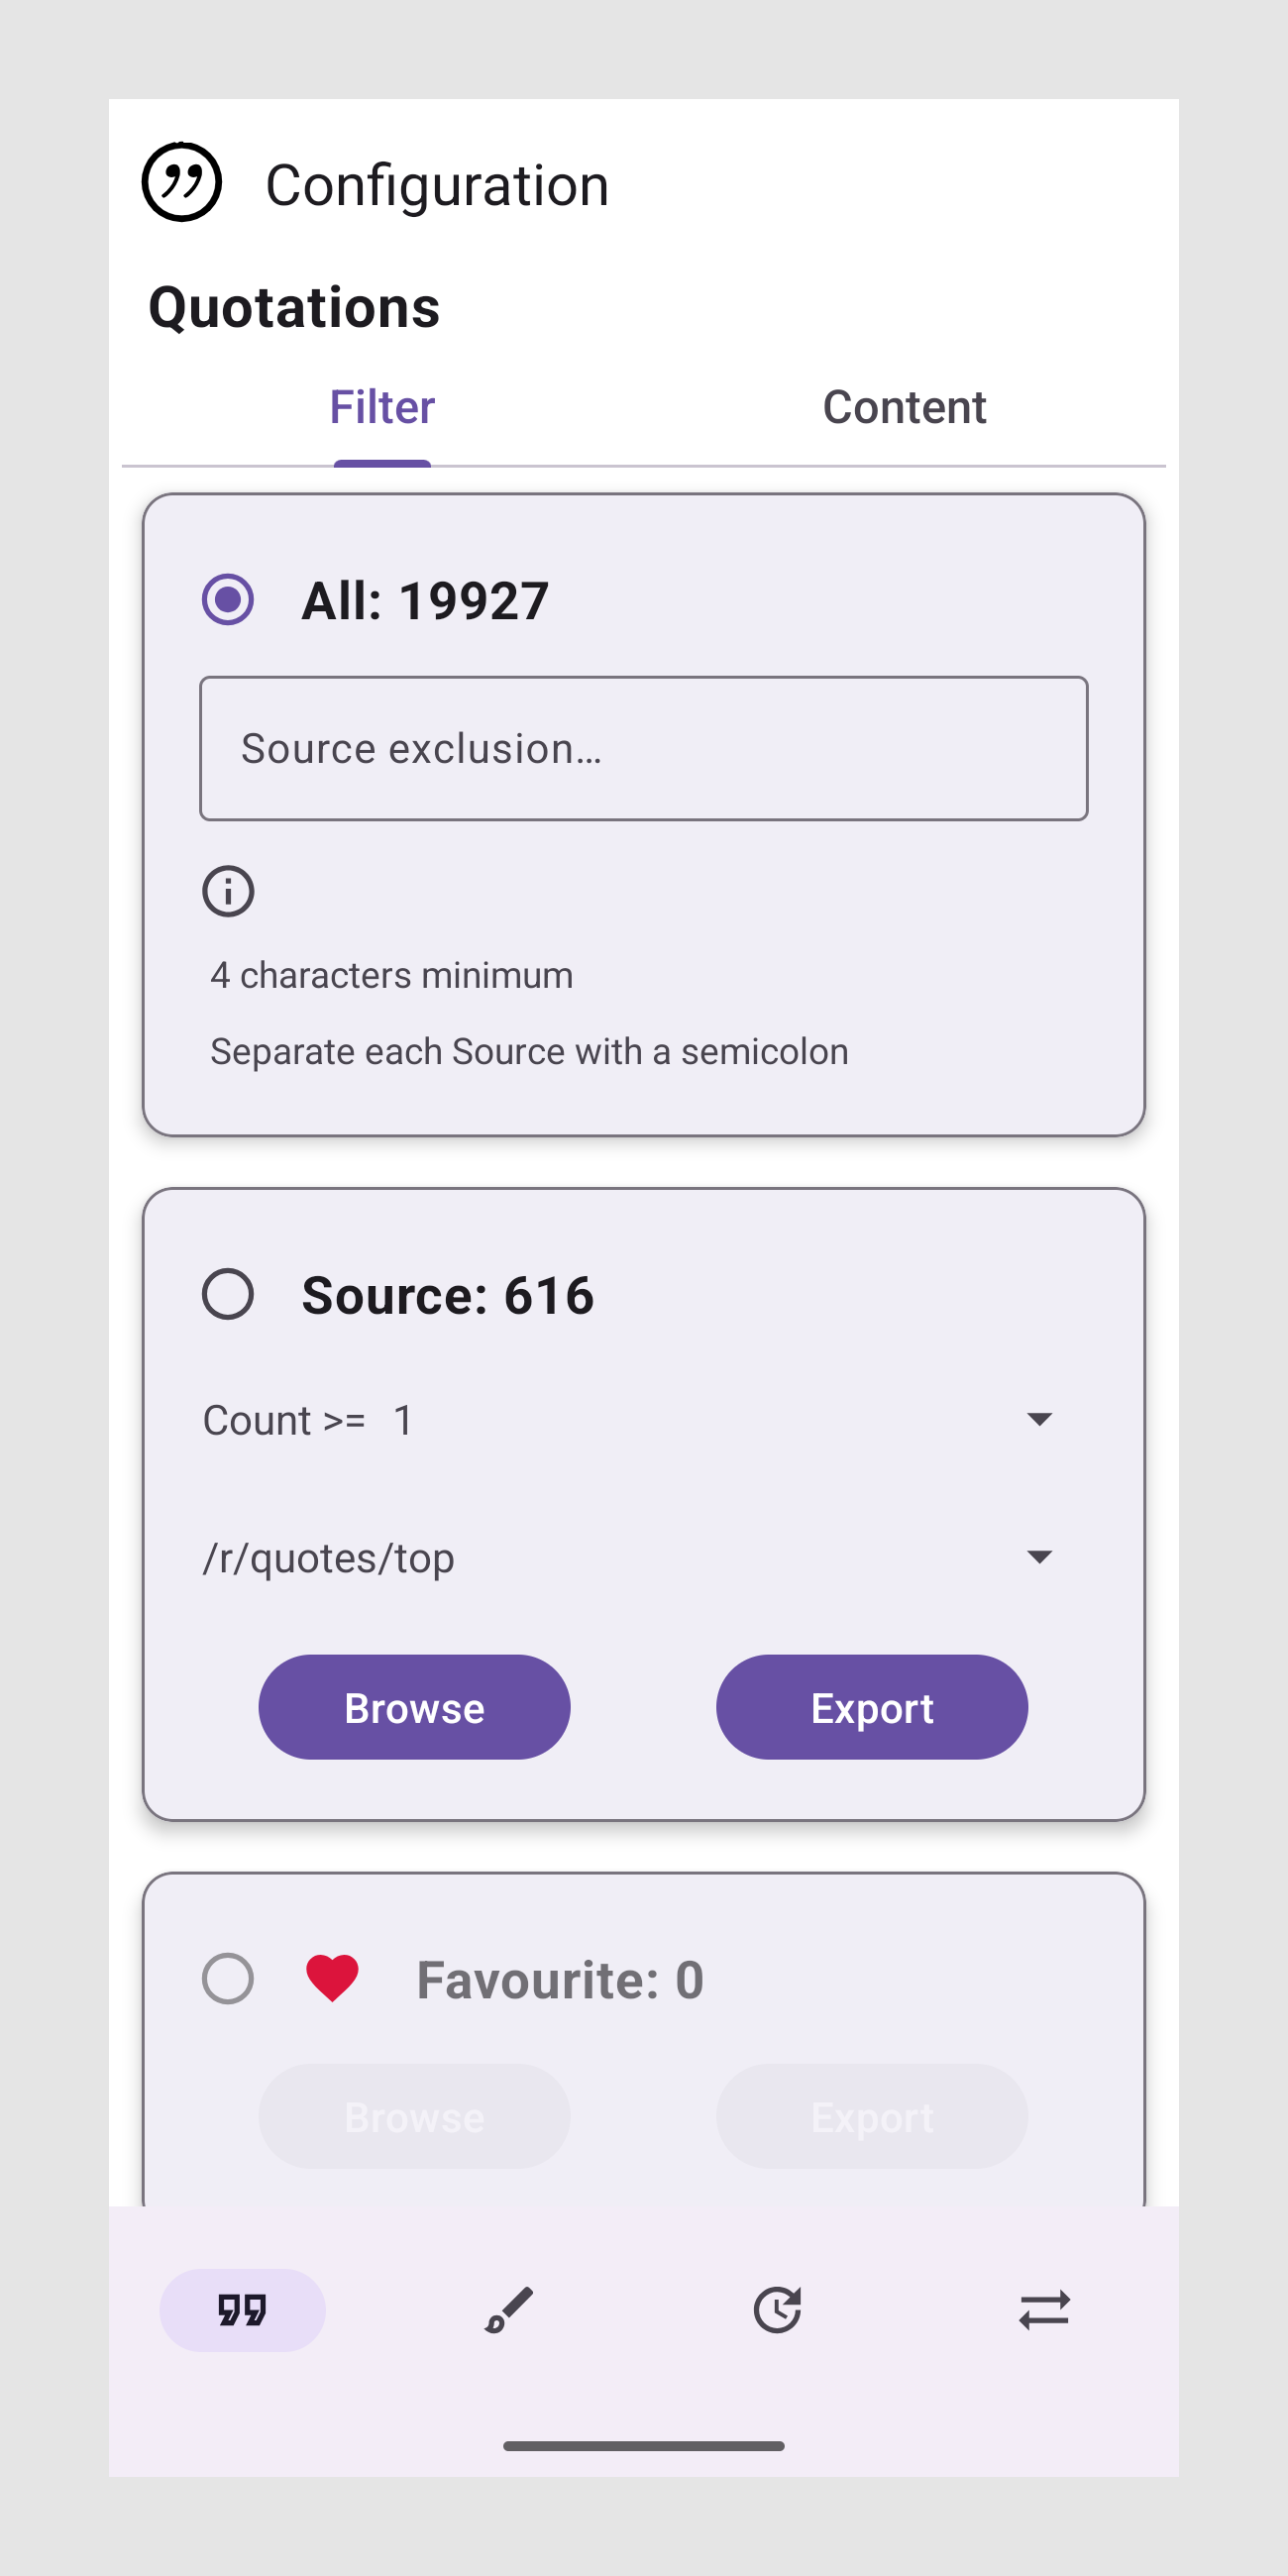 Configuration
Quotations
Filter
Content
All: 19927
Source exclusion…
4 characters minimum
Separate each Source with a semicolon
Source: 616
Count >= 1
/r/quotes/top
Browse
Export
Favourite: 0
Browse
Export